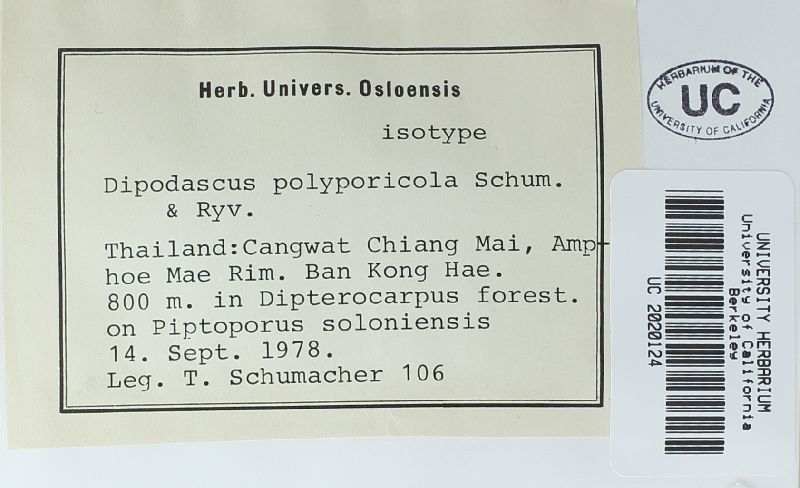 Herb. Univers. Osloensis
isotype
Dipodascus polyporicola Schum.
& Ryv.
Thailand:Cangwat Chiang Mai, Amp-
hoe Mae Rim. Ban Kong Hae.
800 m. in Dipterocarpus forest.
on Piptoporus soloniensis
14. Sept. 1978.
Leg. T. Schumacher 106
HERBARIUM OF THE
UC
UNIVERSITY OF CALIFORNIA
UNIVERSITY HERBARIUM
University of California
Berkeley
UC 2020124